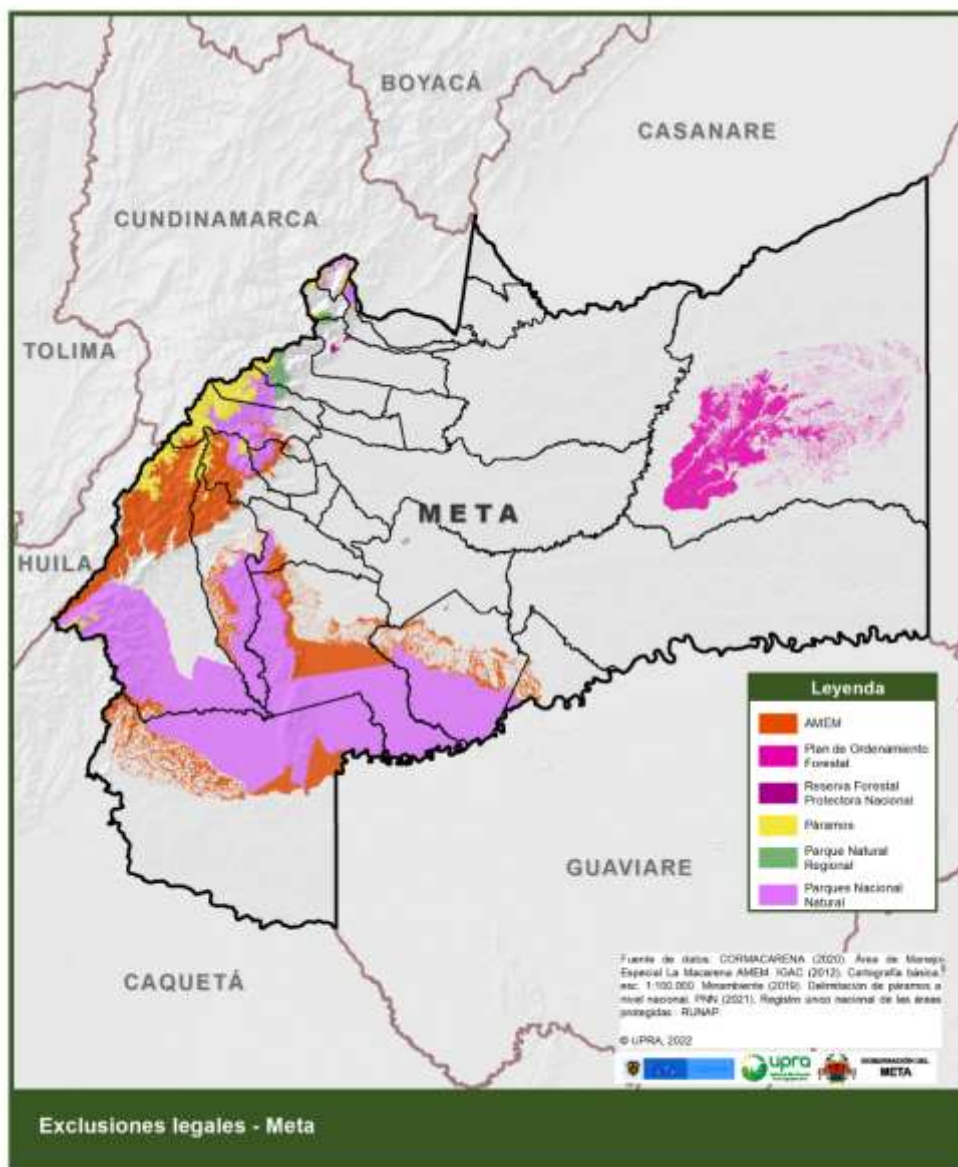 BOYACÁ
CASANARE
CUNDINAMARCA
TOLIMA
META
HUILA
GUAVIARE
CAQUETÁ
Leyenda
AMEM
Plan de Ordenamiento
Forestal
Reserva Forestal
Protectora Nacional
Páramos
Parque Natural
Regional
Parques Nacional
Natural
Fuente de datos: CORMACARENA (2020). Área de Manejo
Especial La Macarena AMEM. IGAC (2012). Cartografía básica,
esc. 1:100.000. Minambiente (2019). Delimitación de páramos a
nivel nacional. PNN (2021). Registro único nacional de las áreas
protegidas - RUNAP.
© UPRA, 2022
upra
GOBERNACIÓN DEL
META
Exclusiones legales - Meta